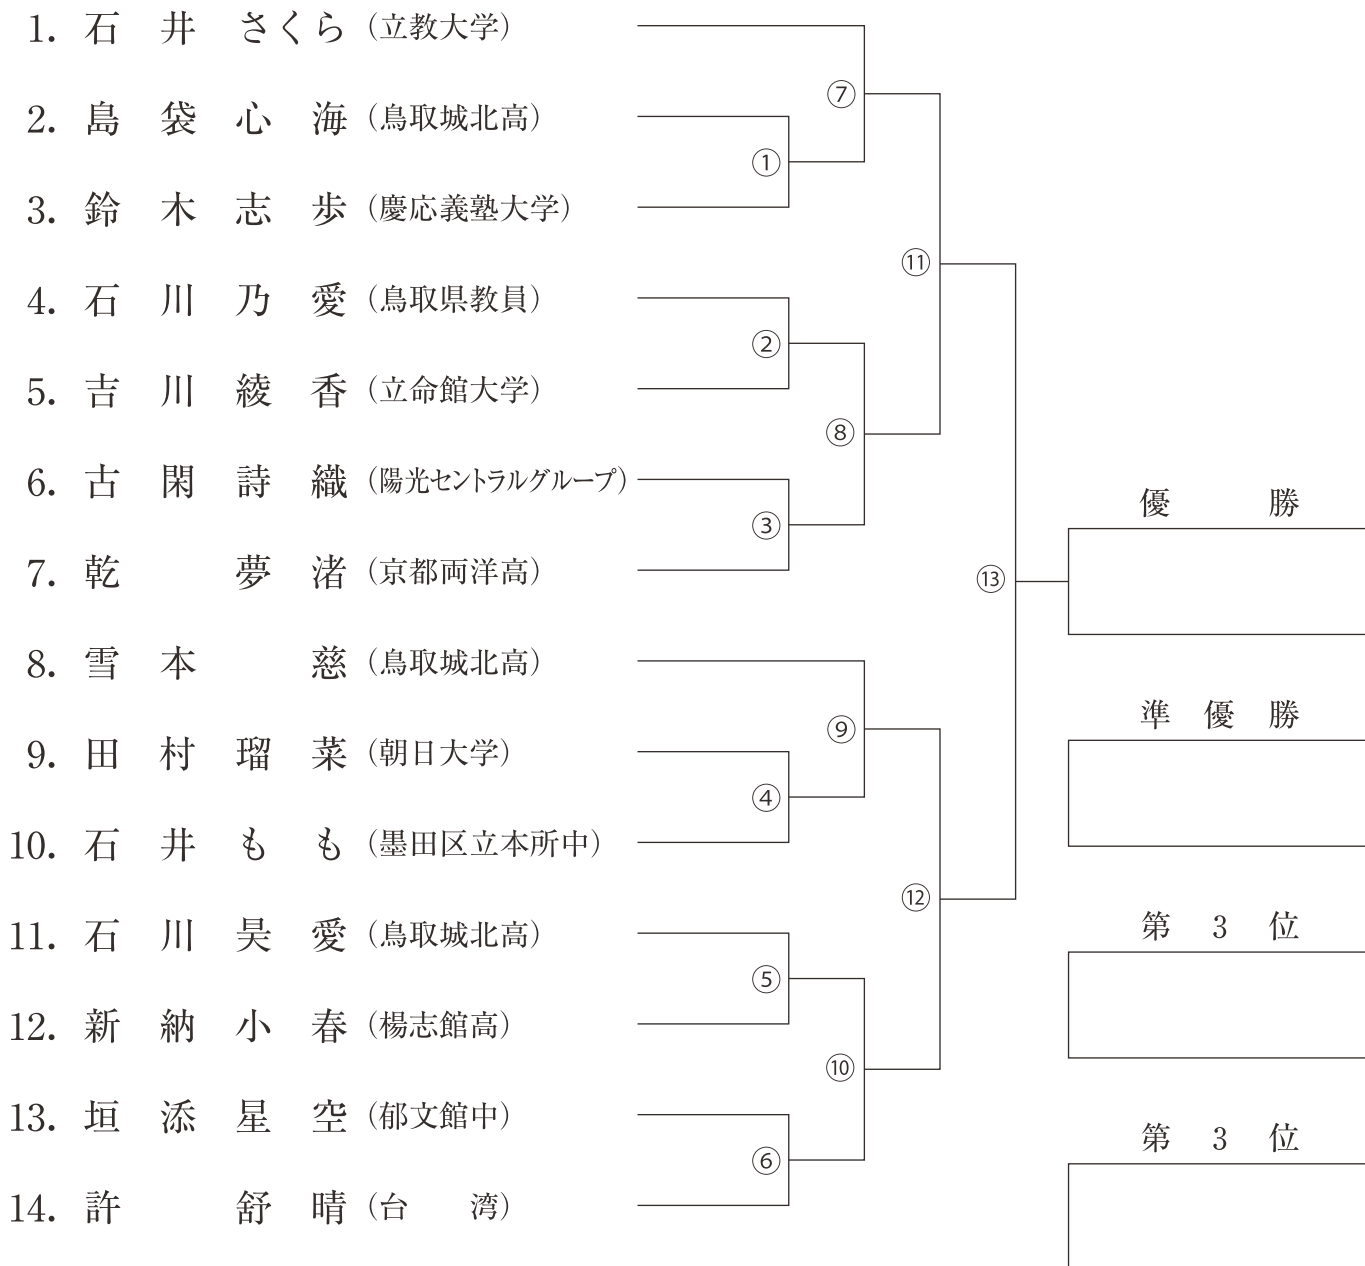 1. 石井さくら（立教大学）
2. 島袋心海（鳥取城北高）
3. 鈴木志歩（慶応義塾大学）
4. 石川乃愛（鳥取県教員）
5. 吉川綾香（立命館大学）
6. 古閑詩織（陽光セントラルグループ）
7. 乾　夢渚（京都両洋高）
8. 雪本　慈（鳥取城北高）
9. 田村瑠菜（朝日大学）
10. 石井もも（墨田区立本所中）
11. 石川昊愛（鳥取城北高）
12. 新納小春（楊志館高）
13. 垣添星空（郁文館中）
14. 許　舒晴（台湾）
①
②
③
④
⑤
⑥
⑦
⑧
⑨
⑩
⑪
⑫
⑬
優勝
準優勝
第3位
第3位